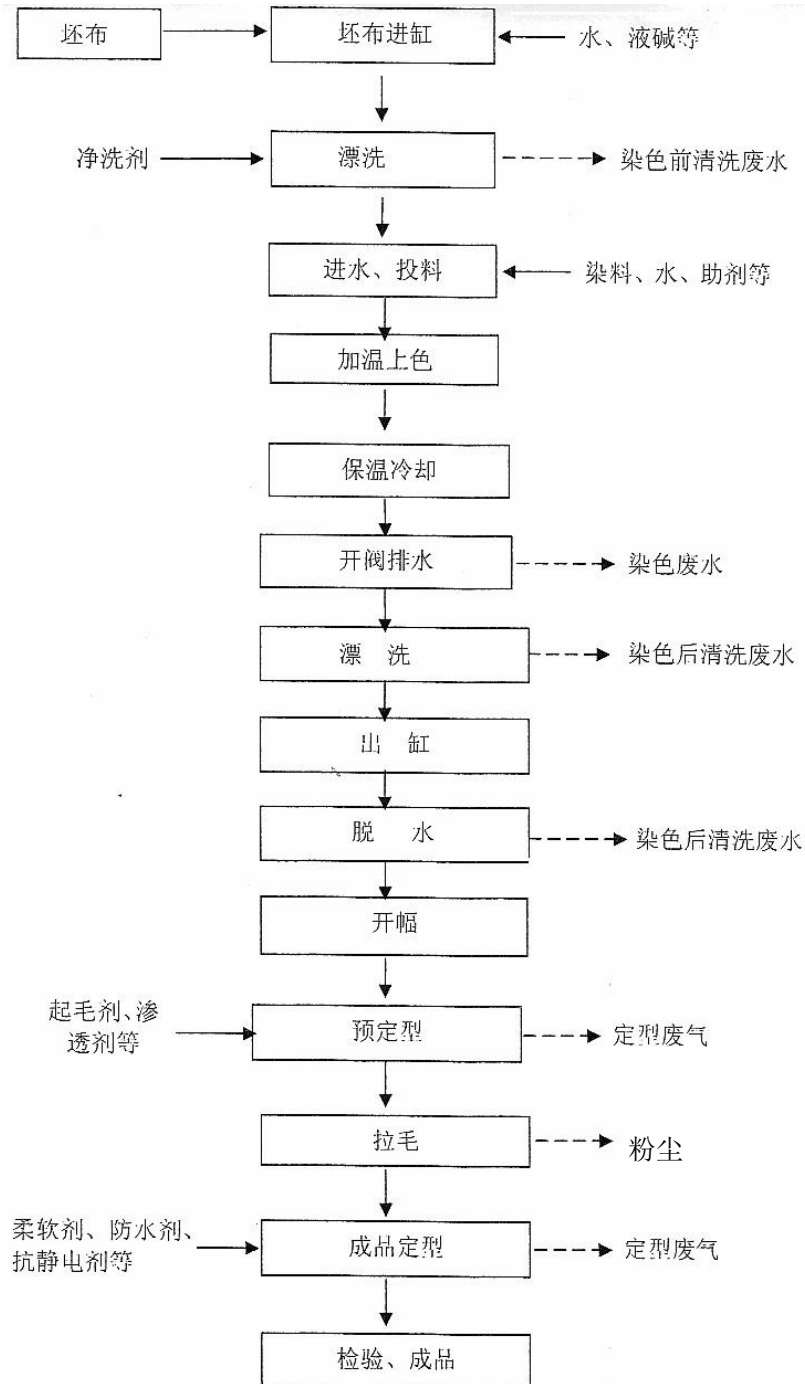 坯布
坯布进缸
水、液碱等
净洗剂
漂洗
染色前清洗废水
进水、投料
染料、水、助剂等
加温上色
保温冷却
开阀排水
染色废水
漂 洗
染色后清洗废水
出 缸
脱 水
染色后清洗废水
开幅
起毛剂、渗
透剂等
预定型
定型废气
拉毛
粉尘
柔软剂、防水剂、
抗静电剂等
成品定型
定型废气
检验、成品